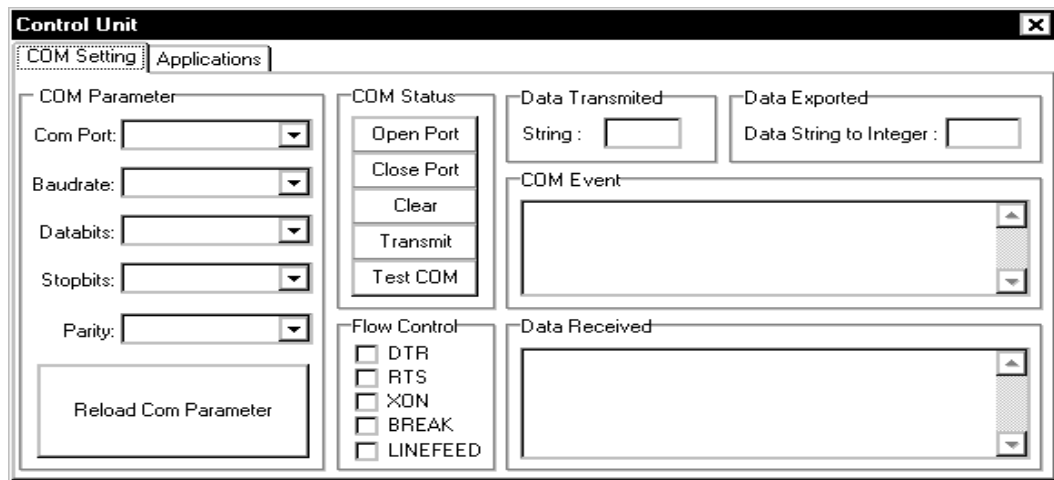 Control Unit
COM Setting
Applications
COM Parameter
Com Port:
Baudrate:
Databits:
Stopbits:
Parity:
Reload Com Parameter
COM Status
Open Port
Close Port
Clear
Transmit
Test COM
Flow Control
DTR
RTS
XON
BREAK
LINEFEED
Data Transmited
String :
Data Exported
Data String to Integer :
COM Event
Data Received